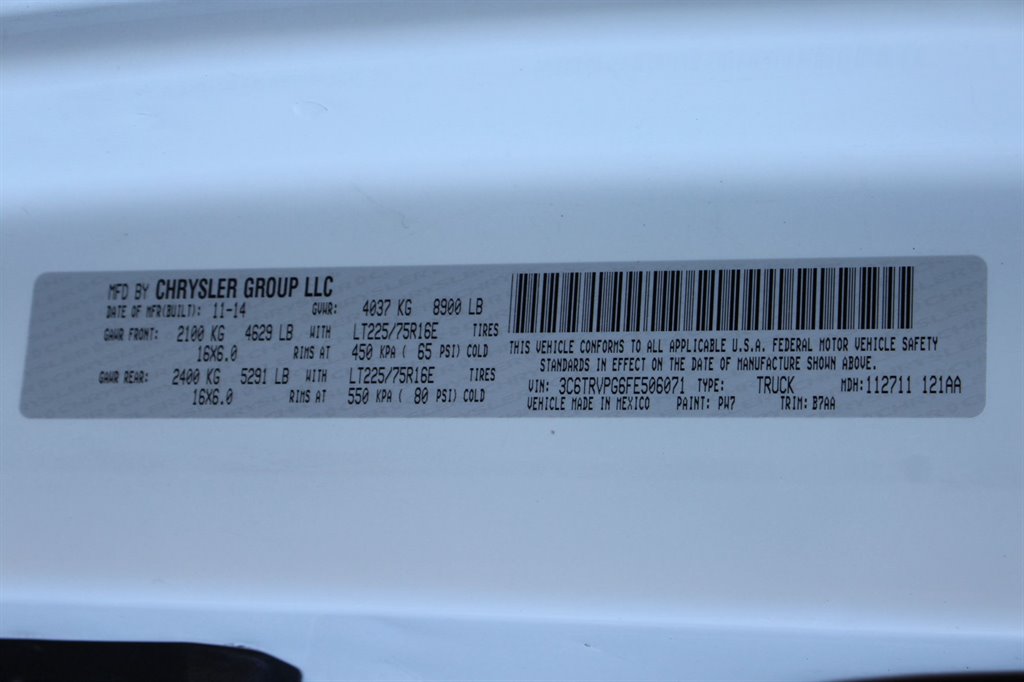 MFD BY CHRYSLER GROUP LLC
DATE OF MFR(BUILT): 11-14 GVWR: 4037 KG 8900 LB
GAWR FRONT: 2100 KG 4629 LB WITH LT225/75R16E TIRES
16X6.0 RIMS AT 450 KPA ( 65 PSI) COLD
GAWR REAR: 2400 KG 5291 LB WITH LT225/75R16E TIRES
16X6.0 RIMS AT 550 KPA ( 80 PSI) COLD
THIS VEHICLE CONFORMS TO ALL APPLICABLE U.S.A. FEDERAL MOTOR VEHICLE SAFETY
STANDARDS IN EFFECT ON THE DATE OF MANUFACTURE SHOWN ABOVE.
VIN: 3C6TRVPG6FE506071 TYPE: TRUCK MDH: 112711 121AA
VEHICLE MADE IN MEXICO PAINT: PW7 TRIM: B7AA